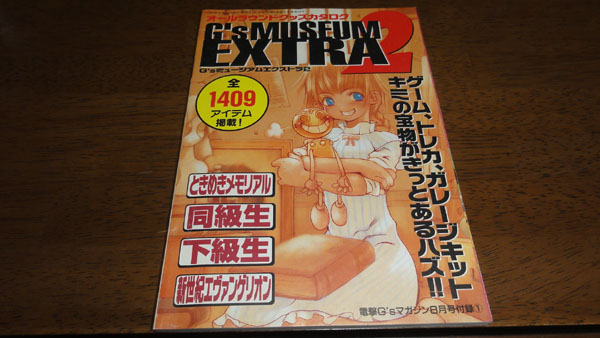 オールラウンドグッズカタログ
G's MUSEUM
EXTRA 2
G'sミュージアムエクストラ2
全
1409
アイテム
掲載!
ゲーム、トレカ、ガレージキット
キミの宝物がきっとあるハズ!!
ときめきメモリアル
同級生
下級生
新世紀エヴァンゲリオン
電撃G'sマガジン8月号付録①